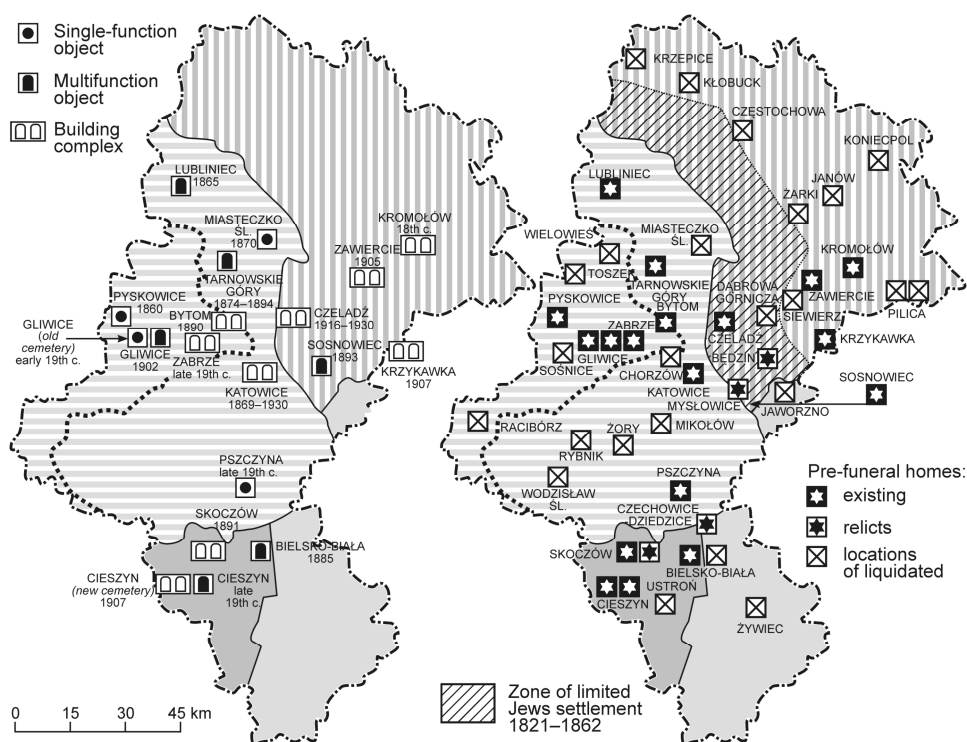 Single-function
object
Multifunction
object
Building
complex
LUBLINIEC
1865
MIASTECZKO
ŚL.
1870
KROMOŁÓW
18th c.
ZAWIERCIE
1905
TARNOWSKIE
GÓRY
1874–1894
PYSKOWICE
1860
BYTOM
1890
CZELADŹ
1916–1930
GLIWICE
(old
cemetery)
early 19th c.
GLIWICE
1902
ZABRZE
late 19th c.
SOSNOWIEC
1893
KRZYKAWKA
1907
KATOWICE
1869–1930
PSZCZYNA
late 19th c.
SKOCZÓW
1891
BIELSKO-BIAŁA
1885
CIESZYN
(new cemetery)
1907
CIESZYN
late
19th c.
0 15 30 45 km
KRZEPICE
KŁOBUCK
CZĘSTOCHOWA
KONIECPOL
LUBLINIEC
JANÓW
ŻARKI
WIELOWIEŚ
MIASTECZKO
ŚL.
KROMOŁÓW
TOSZEK
TARNOWSKIE
GÓRY
DĄBROWA
GÓRNICZA
ZAWIERCIE
PILICA
PYSKOWICE
BYTOM
SIEWIERZ
ZABRZE
CZELADŹ
KRZYKAWKA
GLIWICE
BĘDZIN
SOŚNICE
CHORZÓW
SOSNOWIEC
KATOWICE
MYSŁOWICE
JAWORZNO
RACIBÓRZ
ŻORY
MIKOŁÓW
RYBNIK
PSZCZYNA
WODZISŁAW
ŚL.
CZECHOWICE
-DZIEDZICE
SKOCZÓW
BIELSKO-BIAŁA
USTROŃ
CIESZYN
ŻYWIEC
Pre-funeral homes:
existing
relicts
locations
of liquidated
Zone of limited
Jews settlement
1821–1862